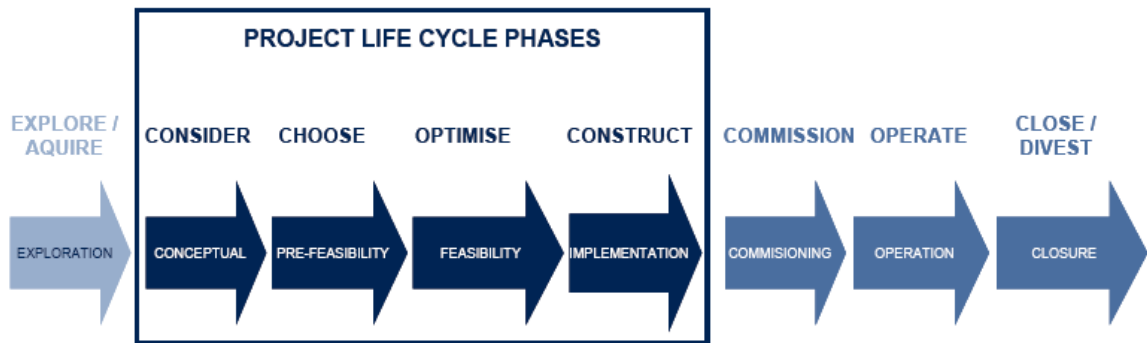 PROJECT LIFE CYCLE PHASES
EXPLORE /
AQUIRE
CONSIDER
CHOOSE
OPTIMISE
CONSTRUCT
COMMISSION
OPERATE
CLOSE /
DIVEST
EXPLORATION
CONCEPTUAL
PRE-FEASIBILITY
FEASIBILITY
IMPLEMENTATION
COMMISIONING
OPERATION
CLOSURE